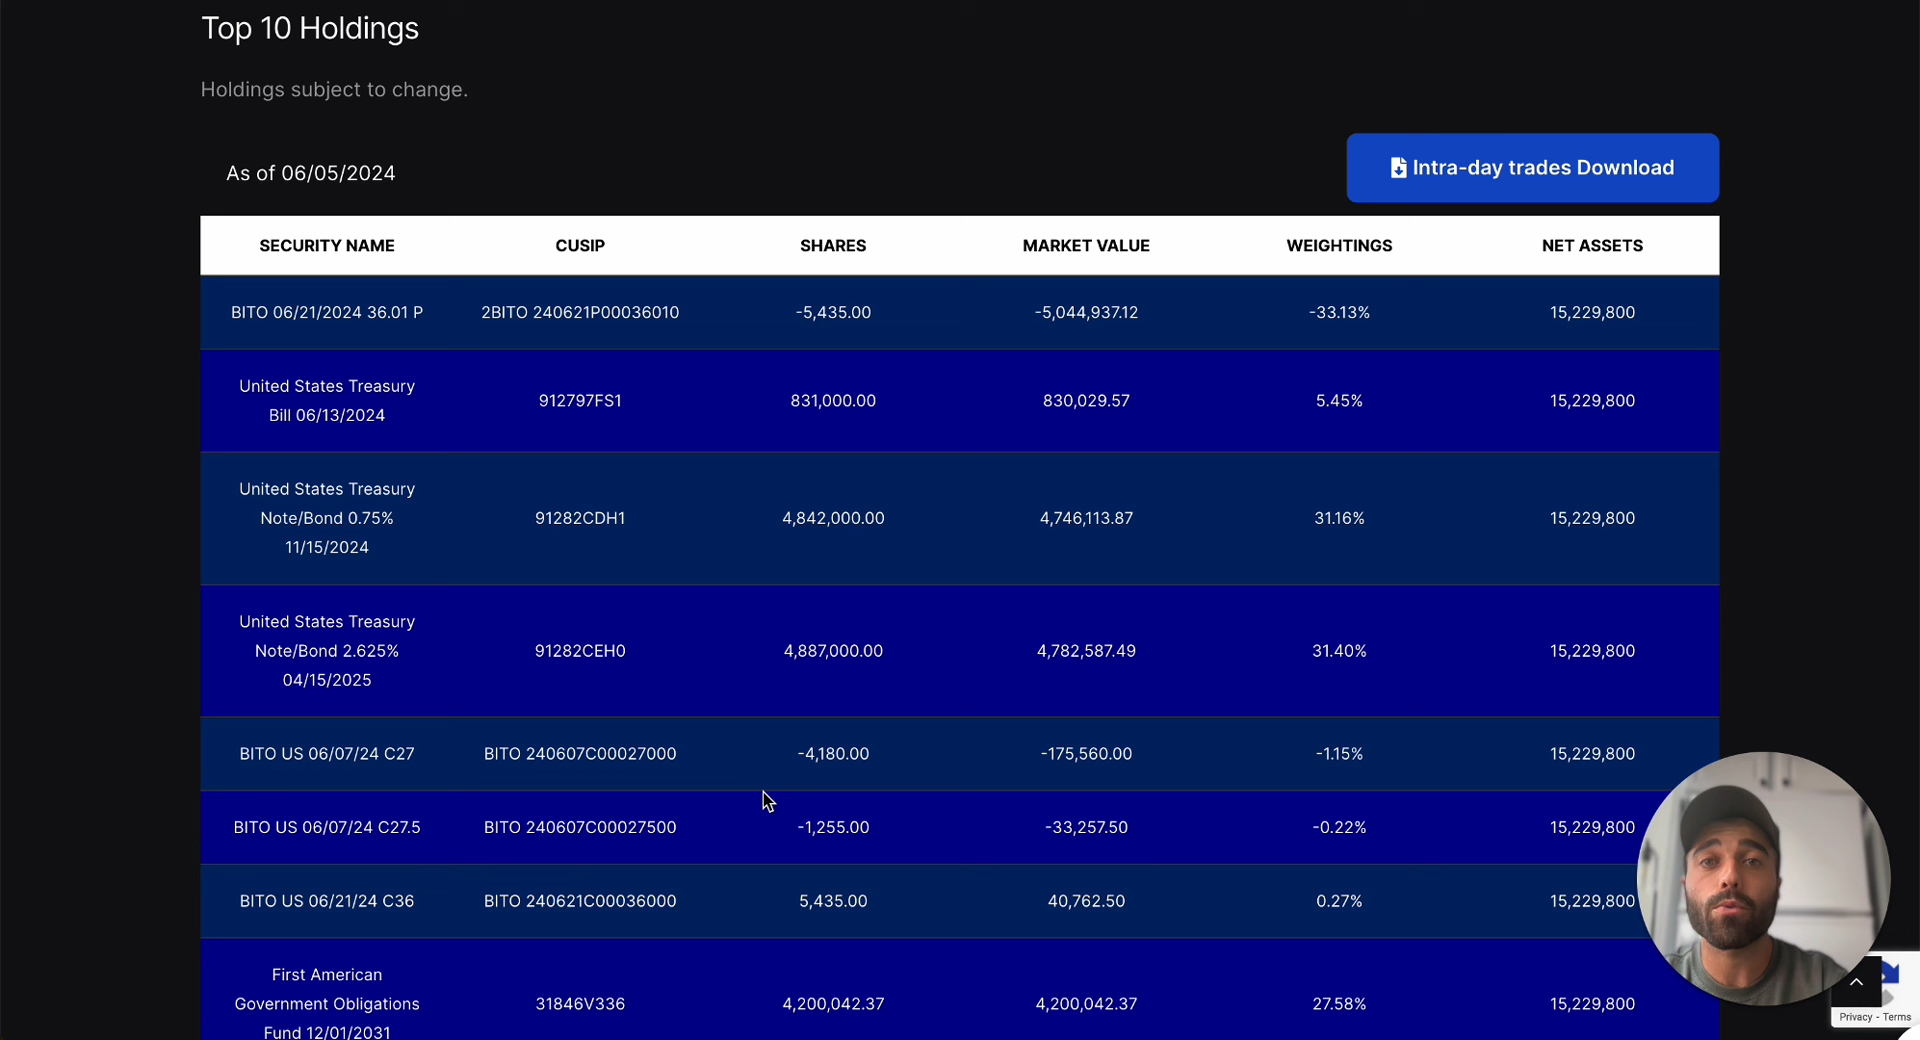 Top 10 Holdings
Holdings subject to change.
As of 06/05/2024
Intra-day trades Download
SECURITY NAME CUSIP SHARES MARKET VALUE WEIGHTINGS NET ASSETS
BITO 06/21/2024 36.01 P 2BITO 240621P00036010 -5,435.00 -5,044,937.12 -33.13% 15,229,800
United States Treasury
Bill 06/13/2024
912797FS1 831,000.00 830,029.57 5.45% 15,229,800
United States Treasury
Note/Bond 0.75%
11/15/2024
91282CDH1 4,842,000.00 4,746,113.87 31.16% 15,229,800
United States Treasury
Note/Bond 2.625%
04/15/2025
91282CEH0 4,887,000.00 4,782,587.49 31.40% 15,229,800
BITO US 06/07/24 C27 BITO 240607C00027000 -4,180.00 -175,560.00 -1.15% 15,229,800
BITO US 06/07/24 C27.5 BITO 240607C00027500 -1,255.00 -33,257.50 -0.22% 15,229,800
BITO US 06/21/24 C36 BITO 240621C00036000 5,435.00 40,762.50 0.27% 15,229,800
First American
Government Obligations
Fund 12/01/2031
31846V336 4,200,042.37 4,200,042.37 27.58% 15,229,800
Privacy - Terms